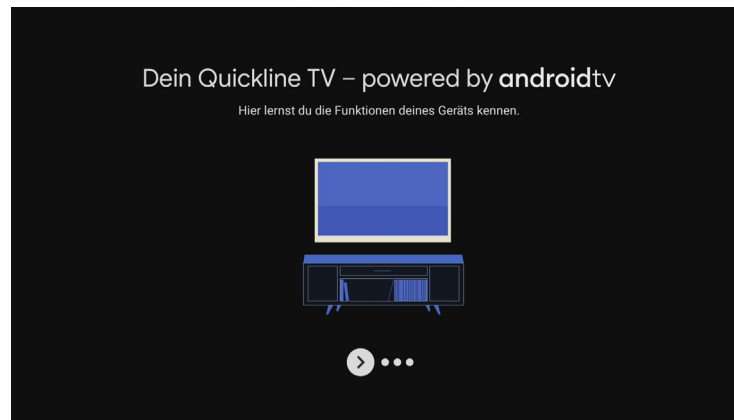 Dein Quickline TV – powered by androidtv
Hier lernst du die Funktionen deines Geräts kennen.